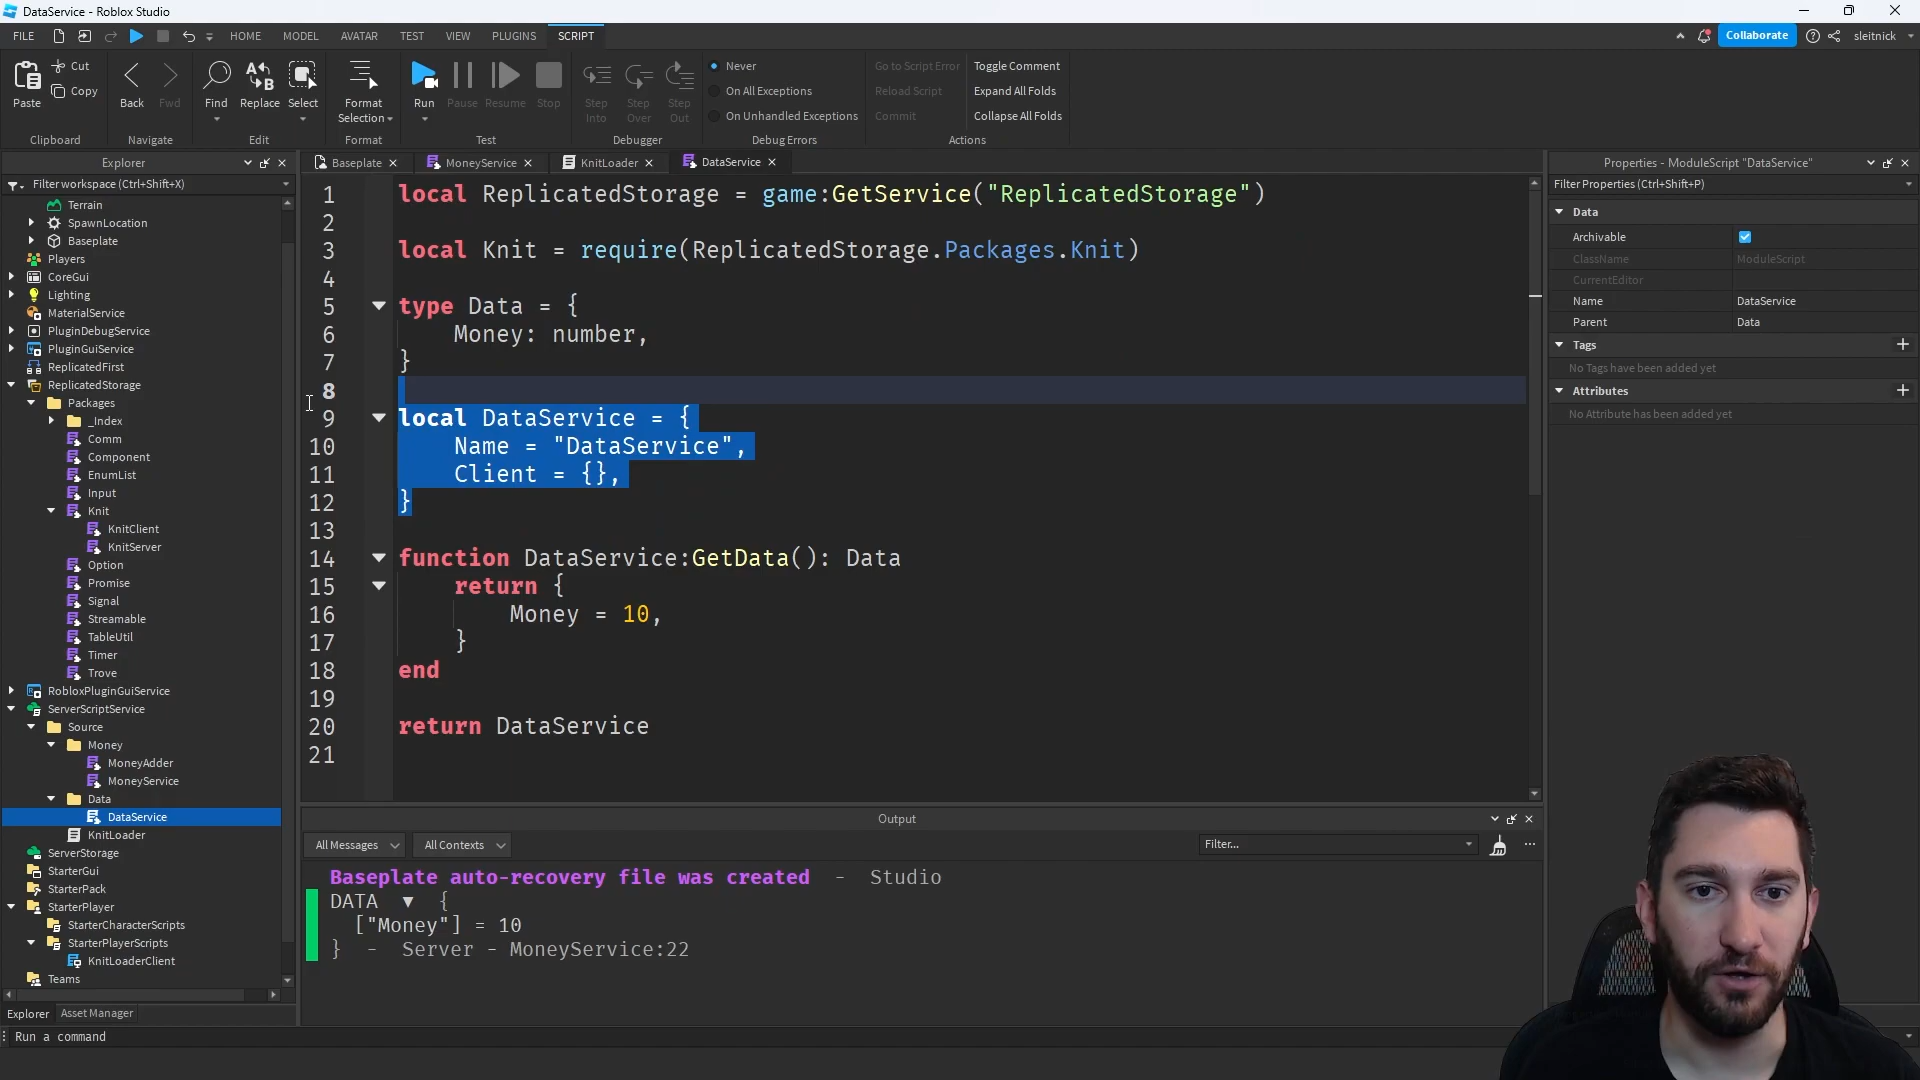 DataService - Roblox Studio
FILE HOME MODEL AVATAR TEST VIEW PLUGINS SCRIPT Collaborate sleitnick
Paste Cut Copy Back Fwd Find Replace Select Format Selection Run Pause Resume Stop Step Into Step Over Step Out
Never Go to Script Error Toggle Comment
On All Exceptions Reload Script Expand All Folds
On Unhandled Exceptions Commit Collapse All Folds
Clipboard Navigate Edit Format Test Debugger Debug Errors Actions
Explorer
Filter workspace (Ctrl+Shift+X)
Terrain
SpawnLocation
Baseplate
Players
CoreGui
Lighting
MaterialService
PluginDebugService
PluginGuiService
ReplicatedFirst
ReplicatedStorage
Packages
_Index
Comm
Component
EnumList
Input
Knit
KnitClient
KnitServer
Option
Promise
Signal
Streamable
TableUtil
Timer
Trove
RobloxPluginGuiService
ServerScriptService
Source
Money
MoneyAdder
MoneyService
Data
DataService
KnitLoader
ServerStorage
StarterGui
StarterPack
StarterPlayer
StarterCharacterScripts
StarterPlayerScripts
KnitLoaderClient
Teams
Explorer Asset Manager
Run a command
Baseplate MoneyService KnitLoader DataService
1 local ReplicatedStorage = game:GetService("ReplicatedStorage")
2
3 local Knit = require(ReplicatedStorage.Packages.Knit)
4
5 type Data = {
6 Money: number,
7 }
8
9 local DataService = {
10 Name = "DataService",
11 Client = {},
12 }
13
14 function DataService:GetData(): Data
15 return {
16 Money = 10,
17 }
18 end
19
20 return DataService
21
Output
All Messages All Contexts Filter...
Baseplate auto-recovery file was created - Studio
DATA ▼ {
["Money"] = 10
} - Server - MoneyService:22
Properties - ModuleScript "DataService"
Filter Properties (Ctrl+Shift+P)
Data
Archivable
ClassName ModuleScript
CurrentEditor
Name DataService
Parent Data
Tags
No Tags have been added yet
Attributes
No Attribute has been added yet